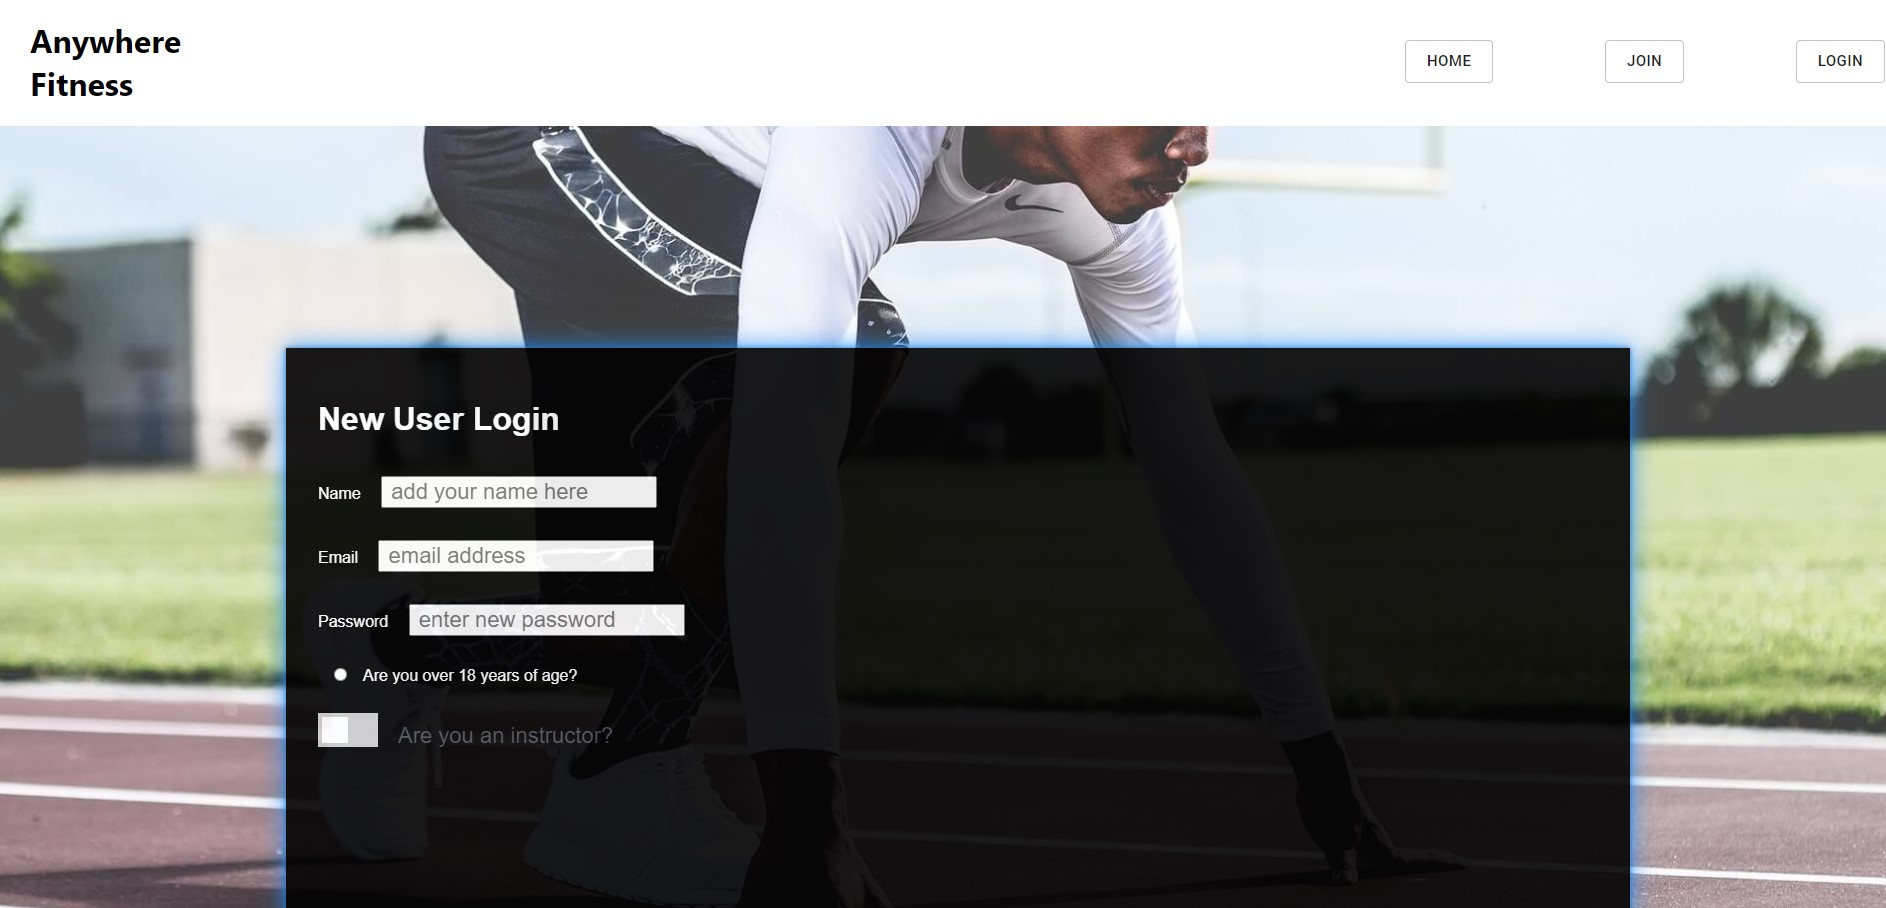 Anywhere
Fitness
HOME
JOIN
LOGIN
New User Login
Name
add your name here
Email
email address
Password
enter new password
Are you over 18 years of age?
Are you an instructor?